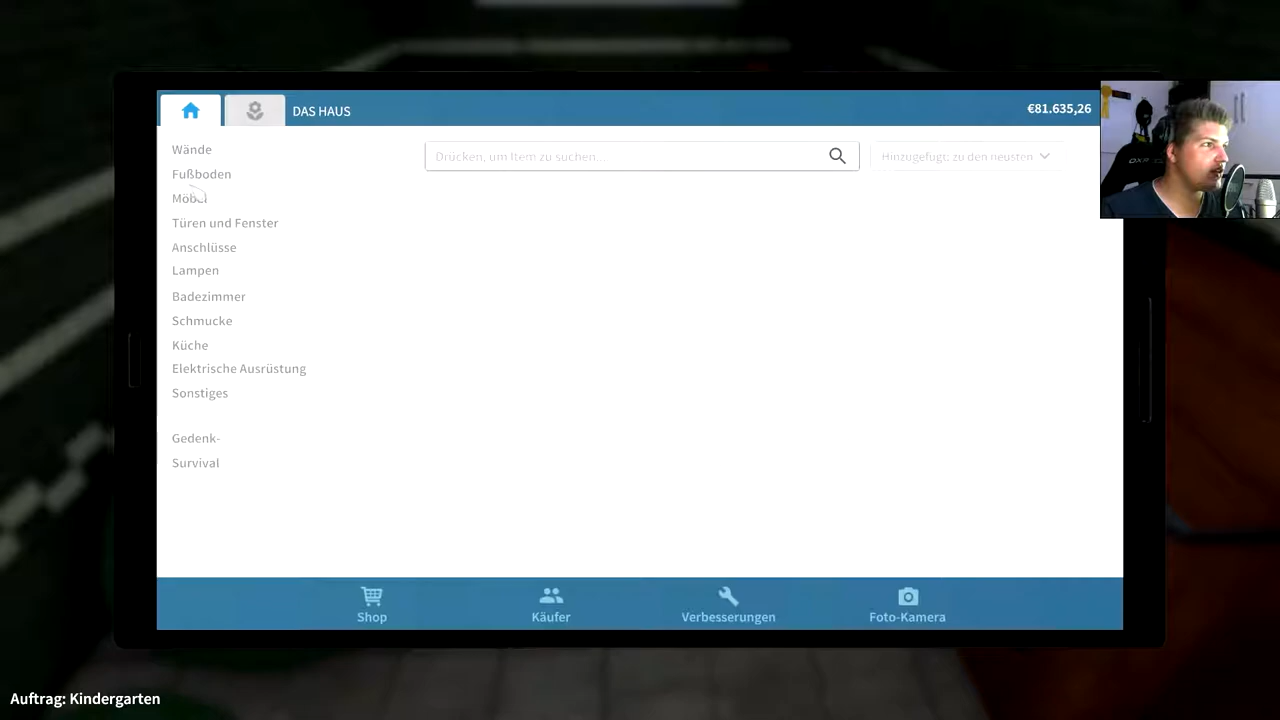 DAS HAUS
€81.635,26
Wände
Drücken, um Item zu suchen...
Hinzugefügt: zu den neusten
Fußboden
Möbel
Türen und Fenster
Anschlüsse
Lampen
Badezimmer
Schmucke
Küche
Elektrische Ausrüstung
Sonstiges
Gedenk-
Survival
Shop
Käufer
Verbesserungen
Foto-Kamera
Auftrag: Kindergarten